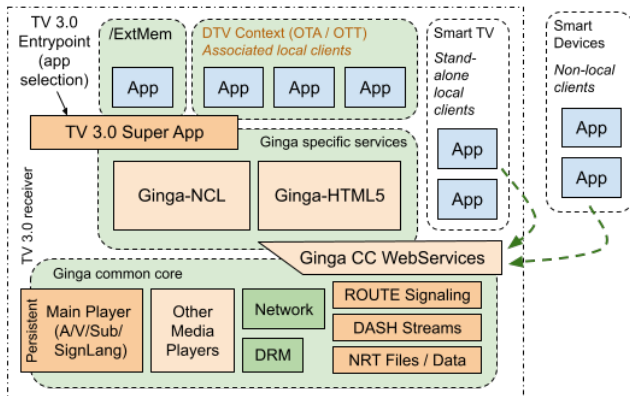 TV 3.0
Entrypoint
(app
selection)
/ExtMem
App
DTV Context (OTA / OTT)
Associated local clients
App
App
App
Smart TV
Stand-
alone
local
clients
App
App
Smart
Devices
Non-local
clients
App
App
TV 3.0 Super App
Ginga specific services
Ginga-NCL
Ginga-HTML5
TV 3.0 receiver
Ginga CC WebServices
Ginga common core
Persistent
Main Player
(A/V/Sub/
SignLang)
Other
Media
Players
Network
DRM
ROUTE Signaling
DASH Streams
NRT Files / Data